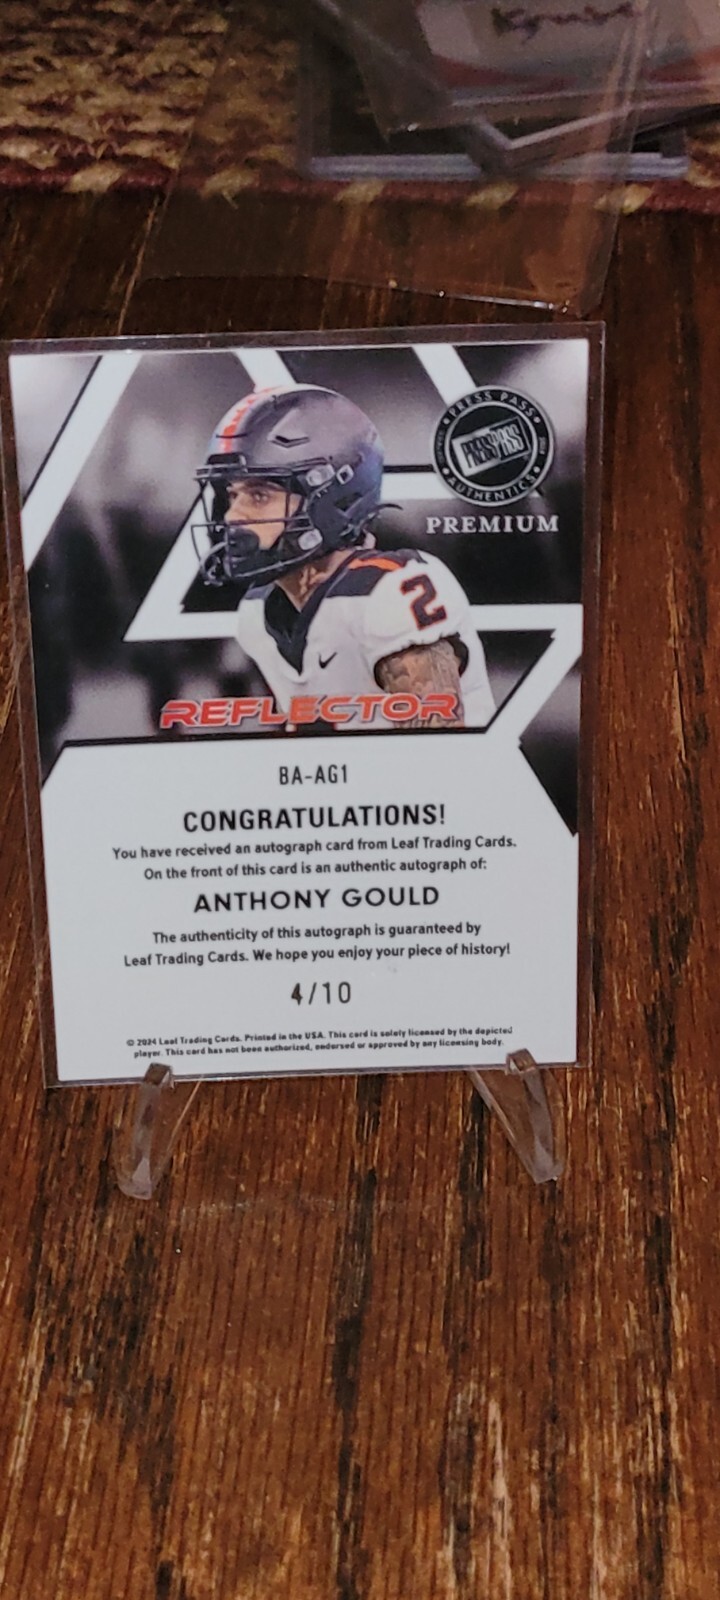 PRESS PASS
PRESS PASS
AUTHENTICS
PREMIUM
2
REFLECTOR
BA-AG1
CONGRATULATIONS!
You have received an autograph card from Leaf Trading Cards.
On the front of this card is an authentic autograph of:
ANTHONY GOULD
The authenticity of this autograph is guaranteed by
Leaf Trading Cards. We hope you enjoy your piece of history!
4/10
© 2024 Leaf Trading Cards. Printed in the USA. This card is solely licensed by the depicted
player. This card has not been authorized, endorsed or approved by any licensing body.